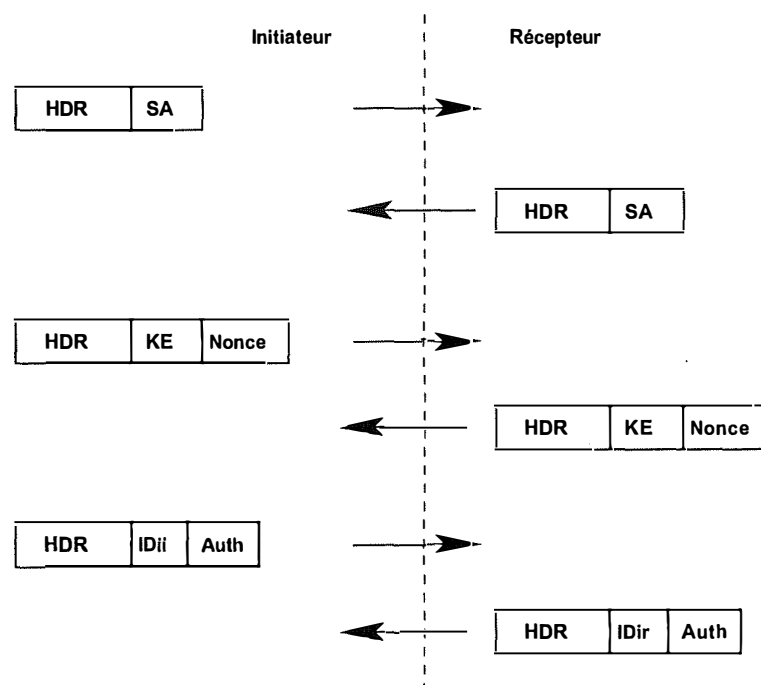 Initiateur Récepteur
HDR SA
HDR SA
HDR KE Nonce
HDR KE Nonce
HDR IDii Auth
HDR IDir Auth